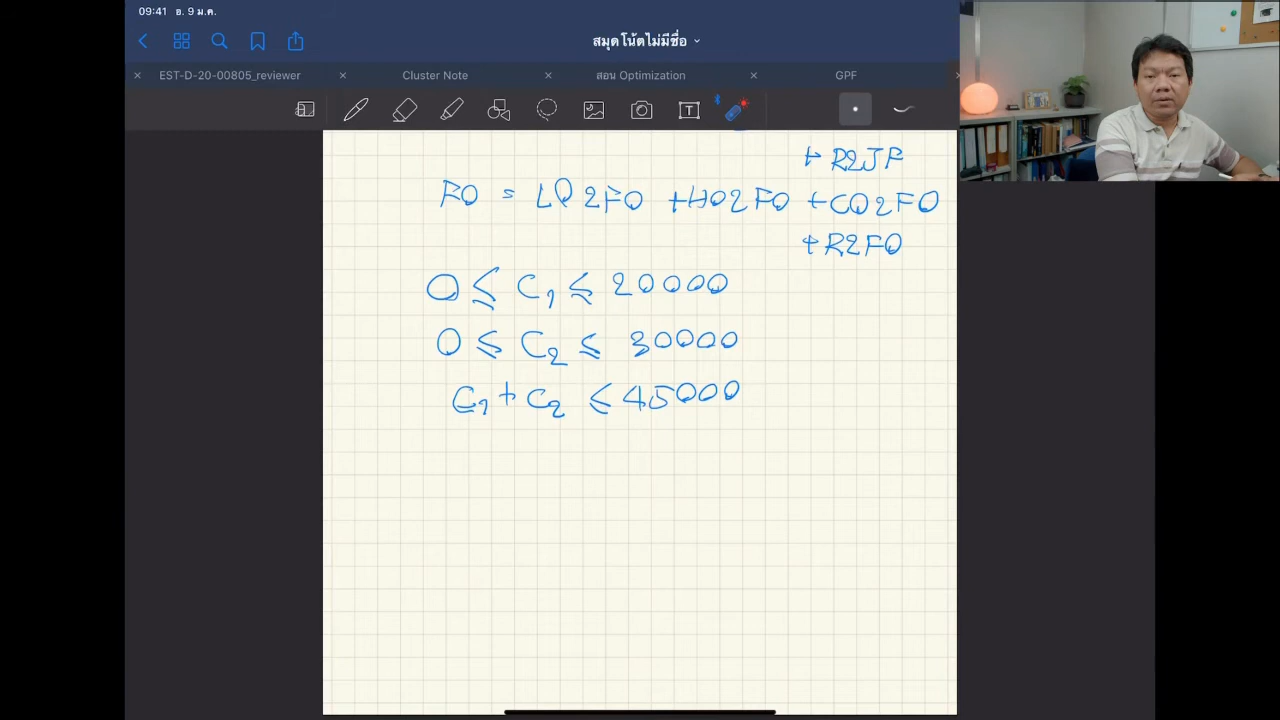 09:41 อ. 9 ม.ค.
สมุดโน้ตไม่มีชื่อ
EST-D-20-00805_reviewer
Cluster Note
สอน Optimization
GPF
+ R2JF
FO = LO2FO + HO2FO + CO2FO
+ R2FO
0 ≤ C₁ ≤ 20000
0 ≤ C₂ ≤ 30000
C₁ + C₂ ≤ 45000